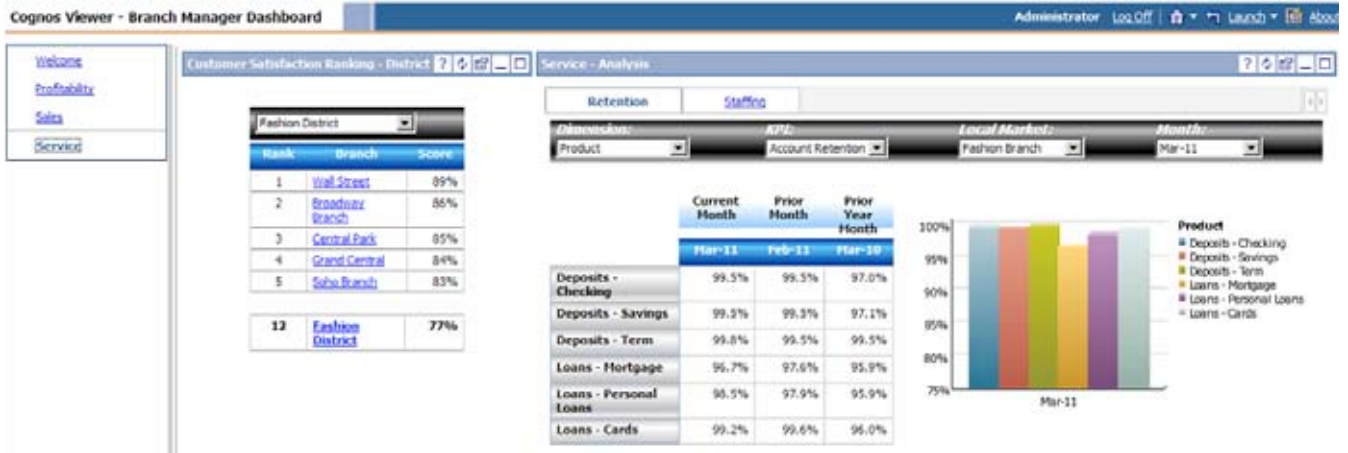 Cognos Viewer - Branch Manager Dashboard
Administrator Log Off Launch About
Welcome
Profitability
Sales
Service
Customer Satisfaction Ranking - District
Fashion District
Rank Branch Score
1 Wall Street 89%
2 Broadway Branch 86%
3 Central Park 85%
4 Grand Central 84%
5 Soho Branch 83%
12 Fashion District 77%
Service - Analysis
Retention Staffing
Dimension: KPI: Local Market: Month:
Product Account Retention Fashion Branch Mar-11
Current Month Prior Month Prior Year Month
Mar-11 Feb-11 Mar-10
Deposits - Checking 99.5% 99.5% 97.0%
Deposits - Savings 99.5% 99.5% 97.1%
Deposits - Term 99.8% 99.5% 99.5%
Loans - Mortgage 96.7% 97.6% 95.9%
Loans - Personal Loans 98.5% 97.9% 95.9%
Loans - Cards 99.2% 99.6% 96.0%
100%
95%
90%
85%
80%
75%
Mar-11
Product
Deposits - Checking
Deposits - Savings
Deposits - Term
Loans - Mortgage
Loans - Personal Loans
Loans - Cards